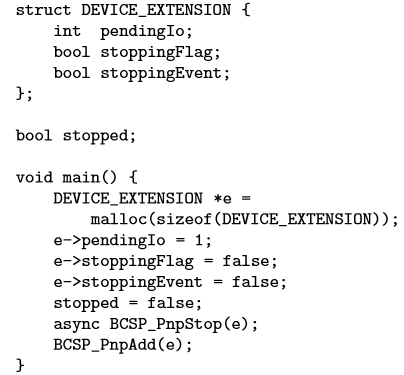 struct DEVICE_EXTENSION {
    int  pendingIo;
    bool stoppingFlag;
    bool stoppingEvent;
};

bool stopped;

void main() {
    DEVICE_EXTENSION *e =
        malloc(sizeof(DEVICE_EXTENSION));
    e->pendingIo = 1;
    e->stoppingFlag = false;
    e->stoppingEvent = false;
    stopped = false;
    async BCSP_PnpStop(e);
    BCSP_PnpAdd(e);
}